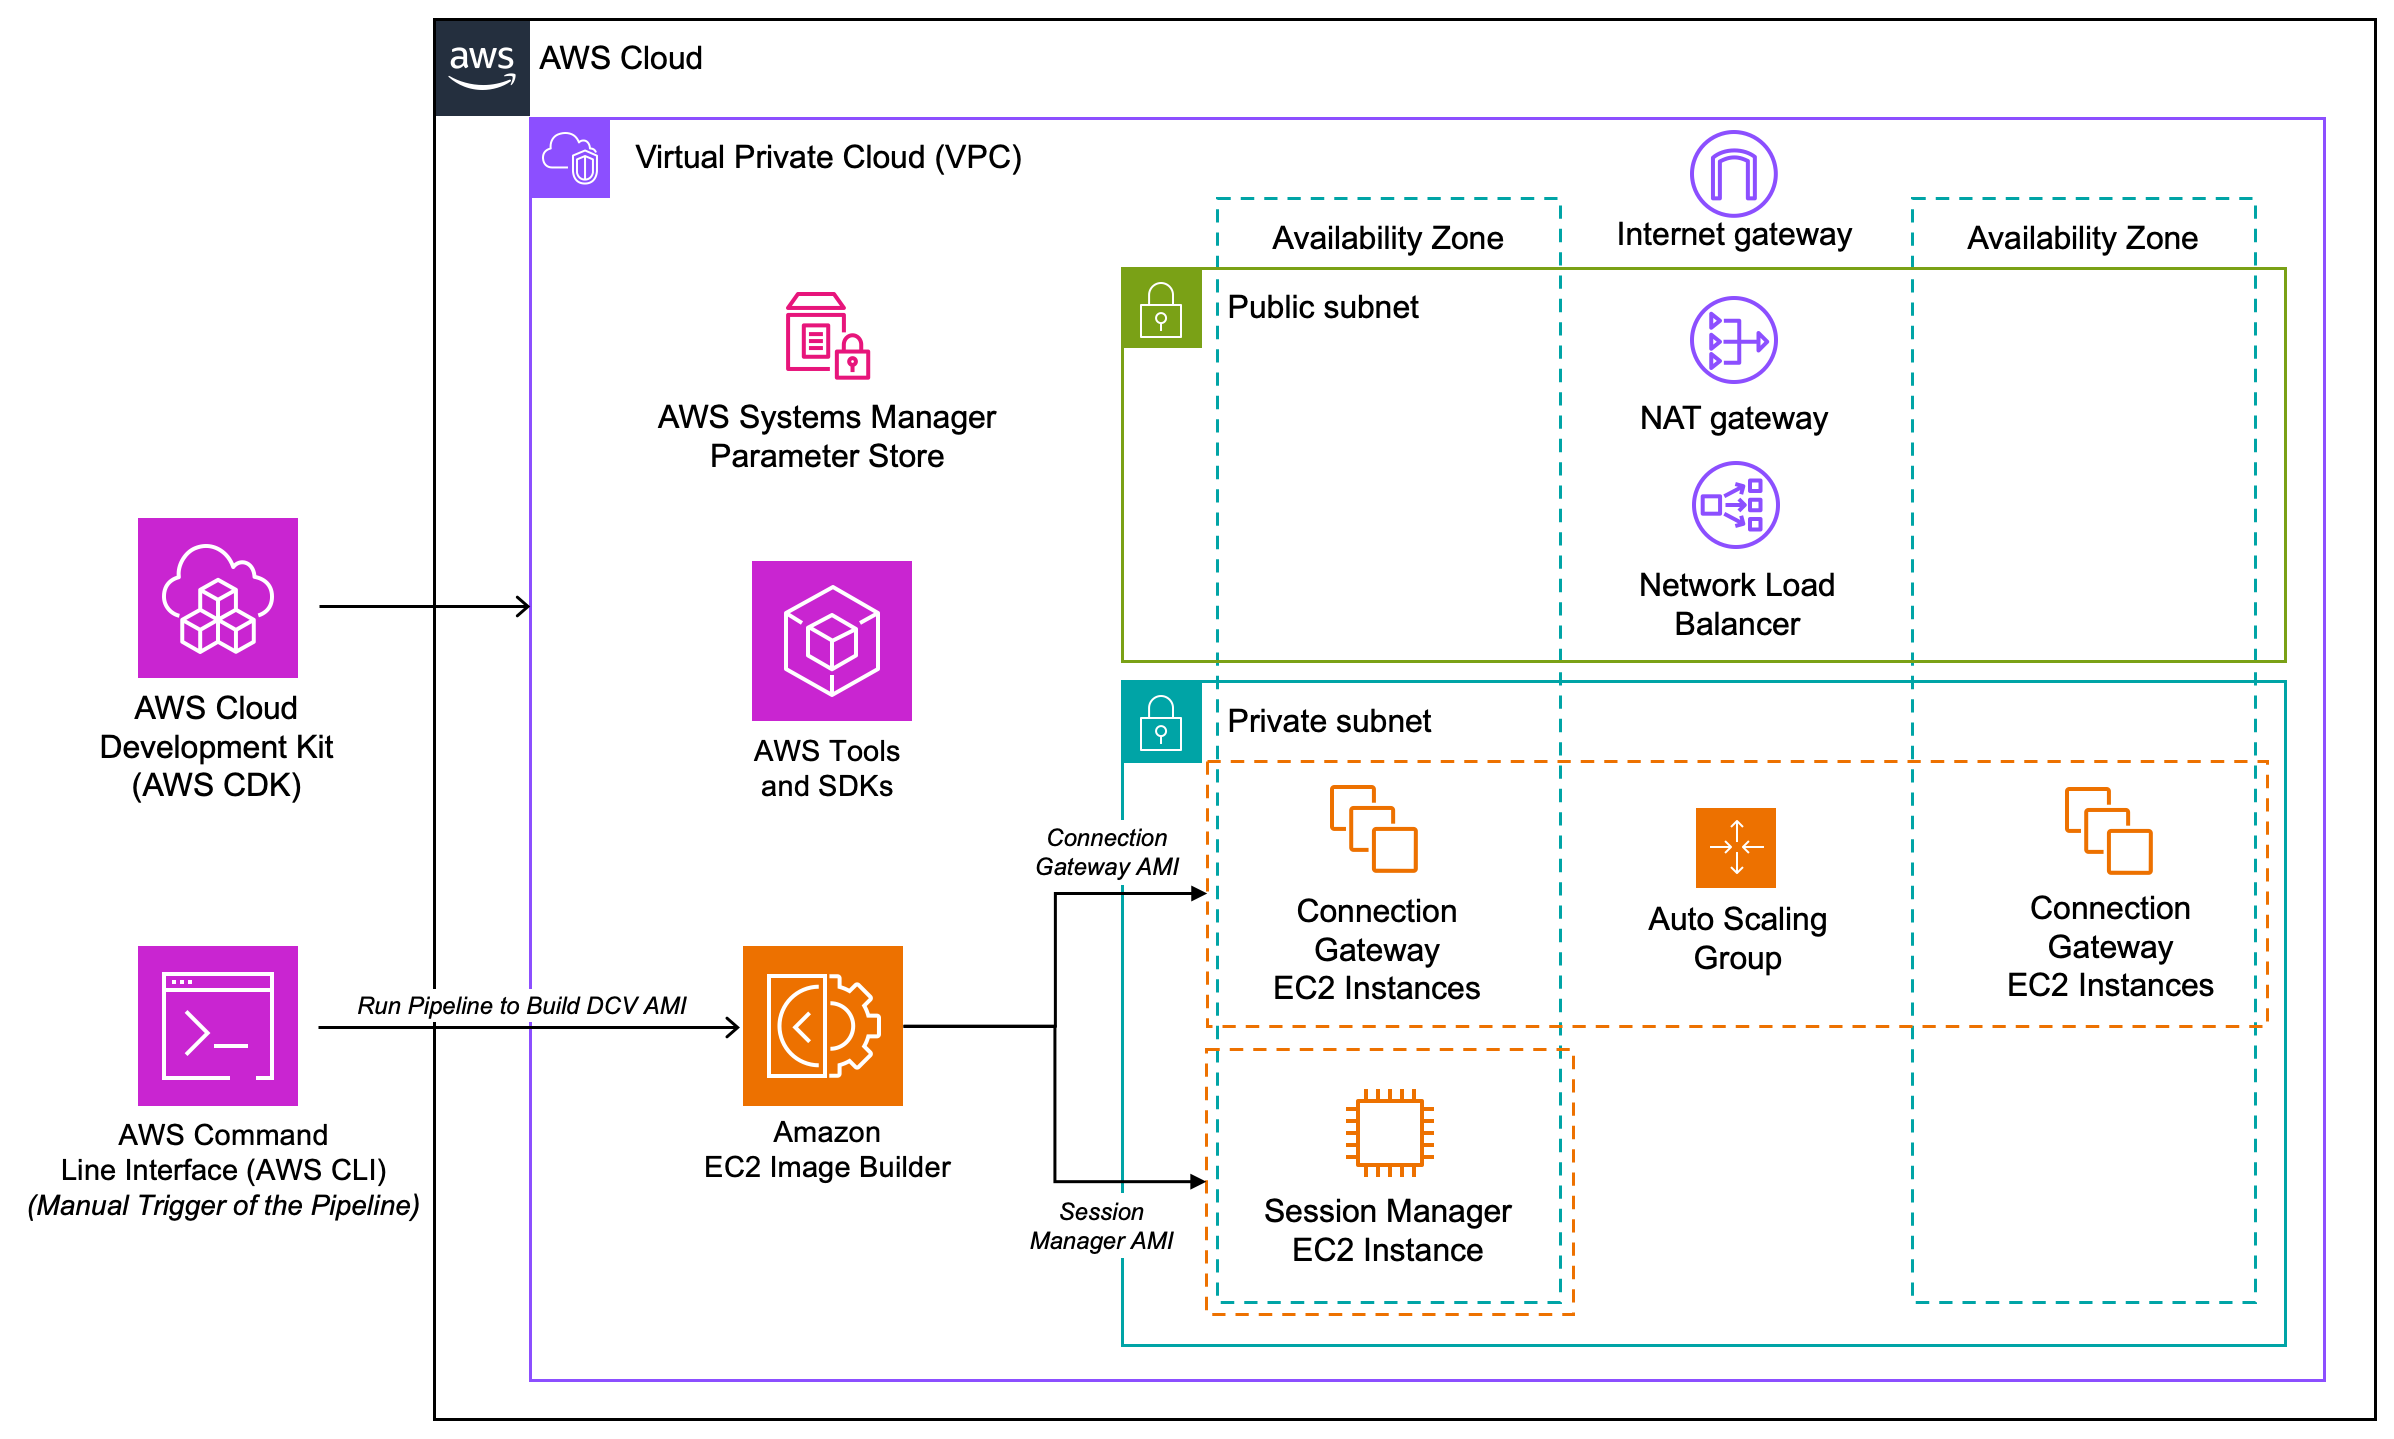 aws
AWS Cloud
Virtual Private Cloud (VPC)
Internet gateway
Availability Zone
Availability Zone
Public subnet
NAT gateway
Network Load
Balancer
AWS Systems Manager
Parameter Store
AWS Cloud
Development Kit
(AWS CDK)
AWS Tools
and SDKs
Private subnet
Connection
Gateway AMI
Connection
Gateway
EC2 Instances
Auto Scaling
Group
Connection
Gateway
EC2 Instances
Run Pipeline to Build DCV AMI
AWS Command
Line Interface (AWS CLI)
(Manual Trigger of the Pipeline)
Amazon
EC2 Image Builder
Session
Manager AMI
Session Manager
EC2 Instance